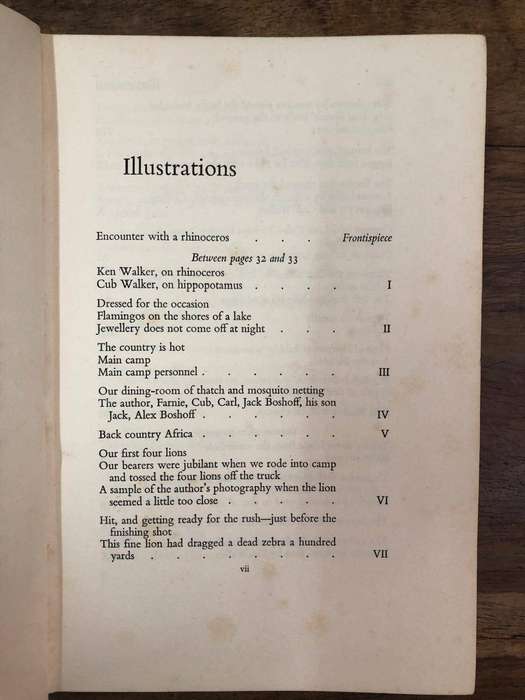 Illustrations
Encounter with a rhinoceros . . . Frontispiece
Between pages 32 and 33
Ken Walker, on rhinoceros
Cub Walker, on hippopotamus . . . . I
Dressed for the occasion
Flamingos on the shores of a lake
Jewellery does not come off at night . . . II
The country is hot
Main camp
Main camp personnel . . . . . . III
Our dining-room of thatch and mosquito netting
The author, Farnie, Cub, Carl, Jack Boshoff, his son
Jack, Alex Boshoff . . . . . . IV
Back country Africa . . . . . . V
Our first four lions
Our bearers were jubilant when we rode into camp
and tossed the four lions off the truck
A sample of the author's photography when the lion
seemed a little too close . . . . . VI
Hit, and getting ready for the rush—just before the
finishing shot
This fine lion had dragged a dead zebra a hundred
yards . . . . . . . . VII
vii